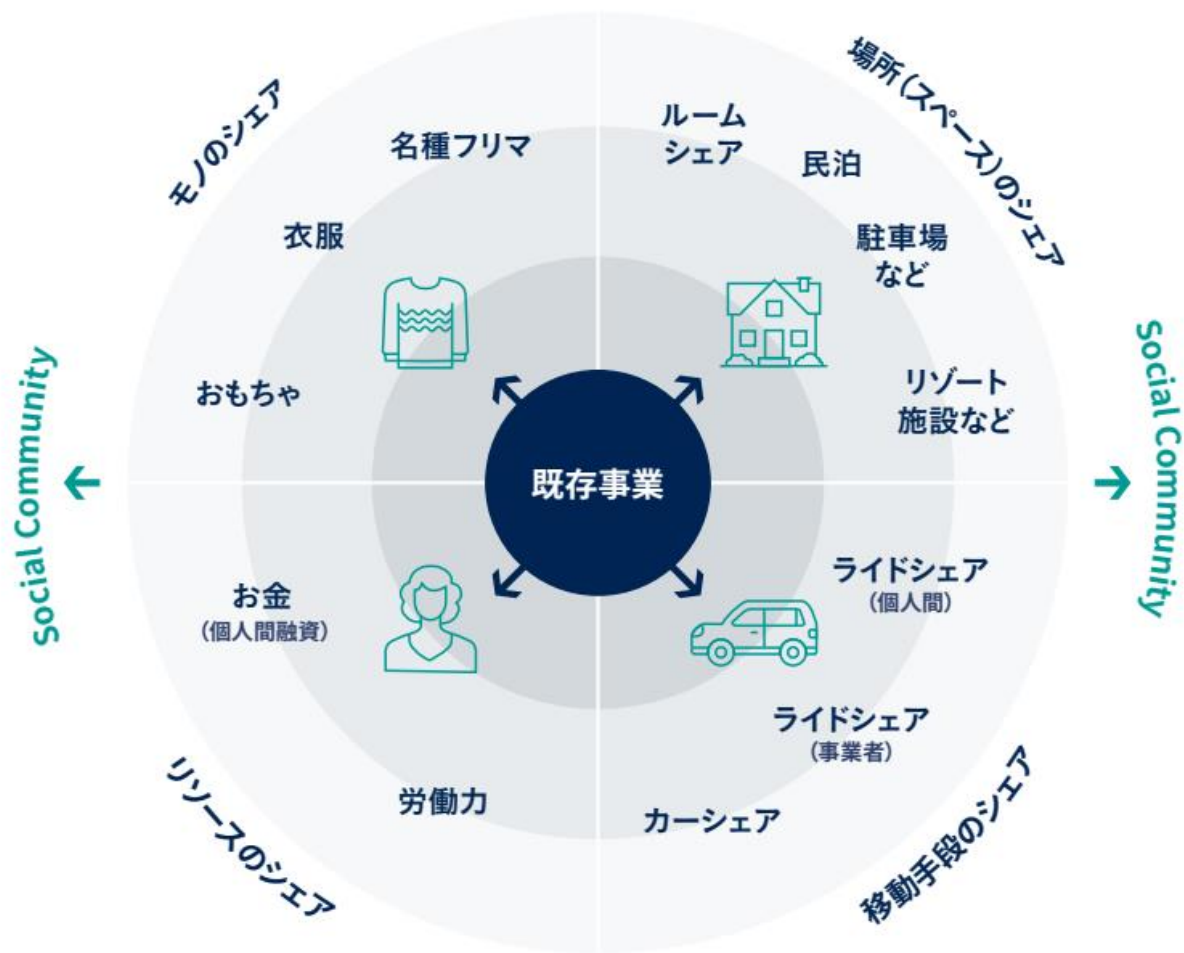 モノのシェア
名種フリマ
衣服
おもちゃ
場所（スペース）のシェア
ルーム
シェア
民泊
駐車場
など
リゾート
施設など
Social Community
既存事業
Social Community
お金
（個人間融資）
労働力
リソースのシェア
ライドシェア
（個人間）
ライドシェア
（事業者）
カーシェア
移動手段のシェア